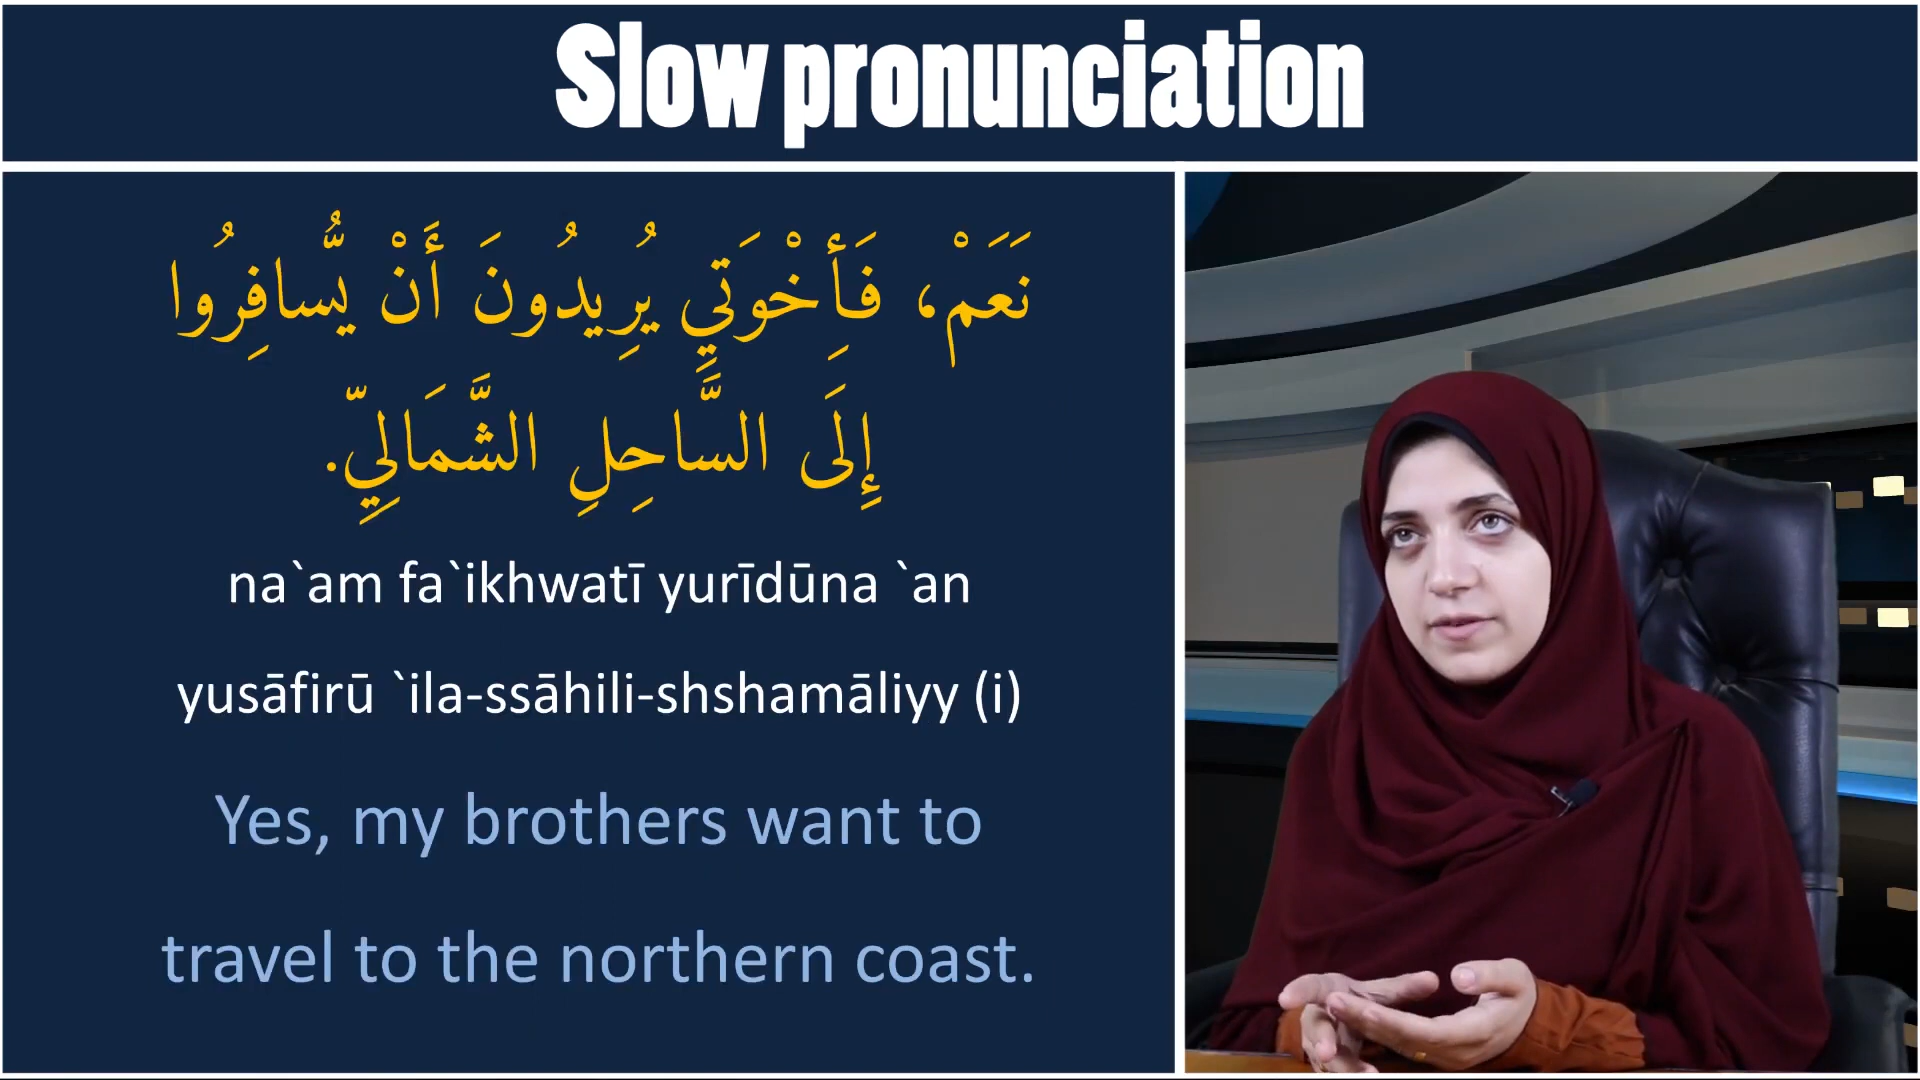 Slow pronunciation
نَعَمْ، فَأَِخْوَتَيِ يُرِيدُونَ أََنْ يُّسافِرُوا
إِلَى السَّاحِلِ الشَّمَالِيِّ.
na`am fa`ikhwatī yurīdūna `an
yusāfirū `ila-ssāhili-shshamāliyy (i)
Yes, my brothers want to
travel to the northern coast.